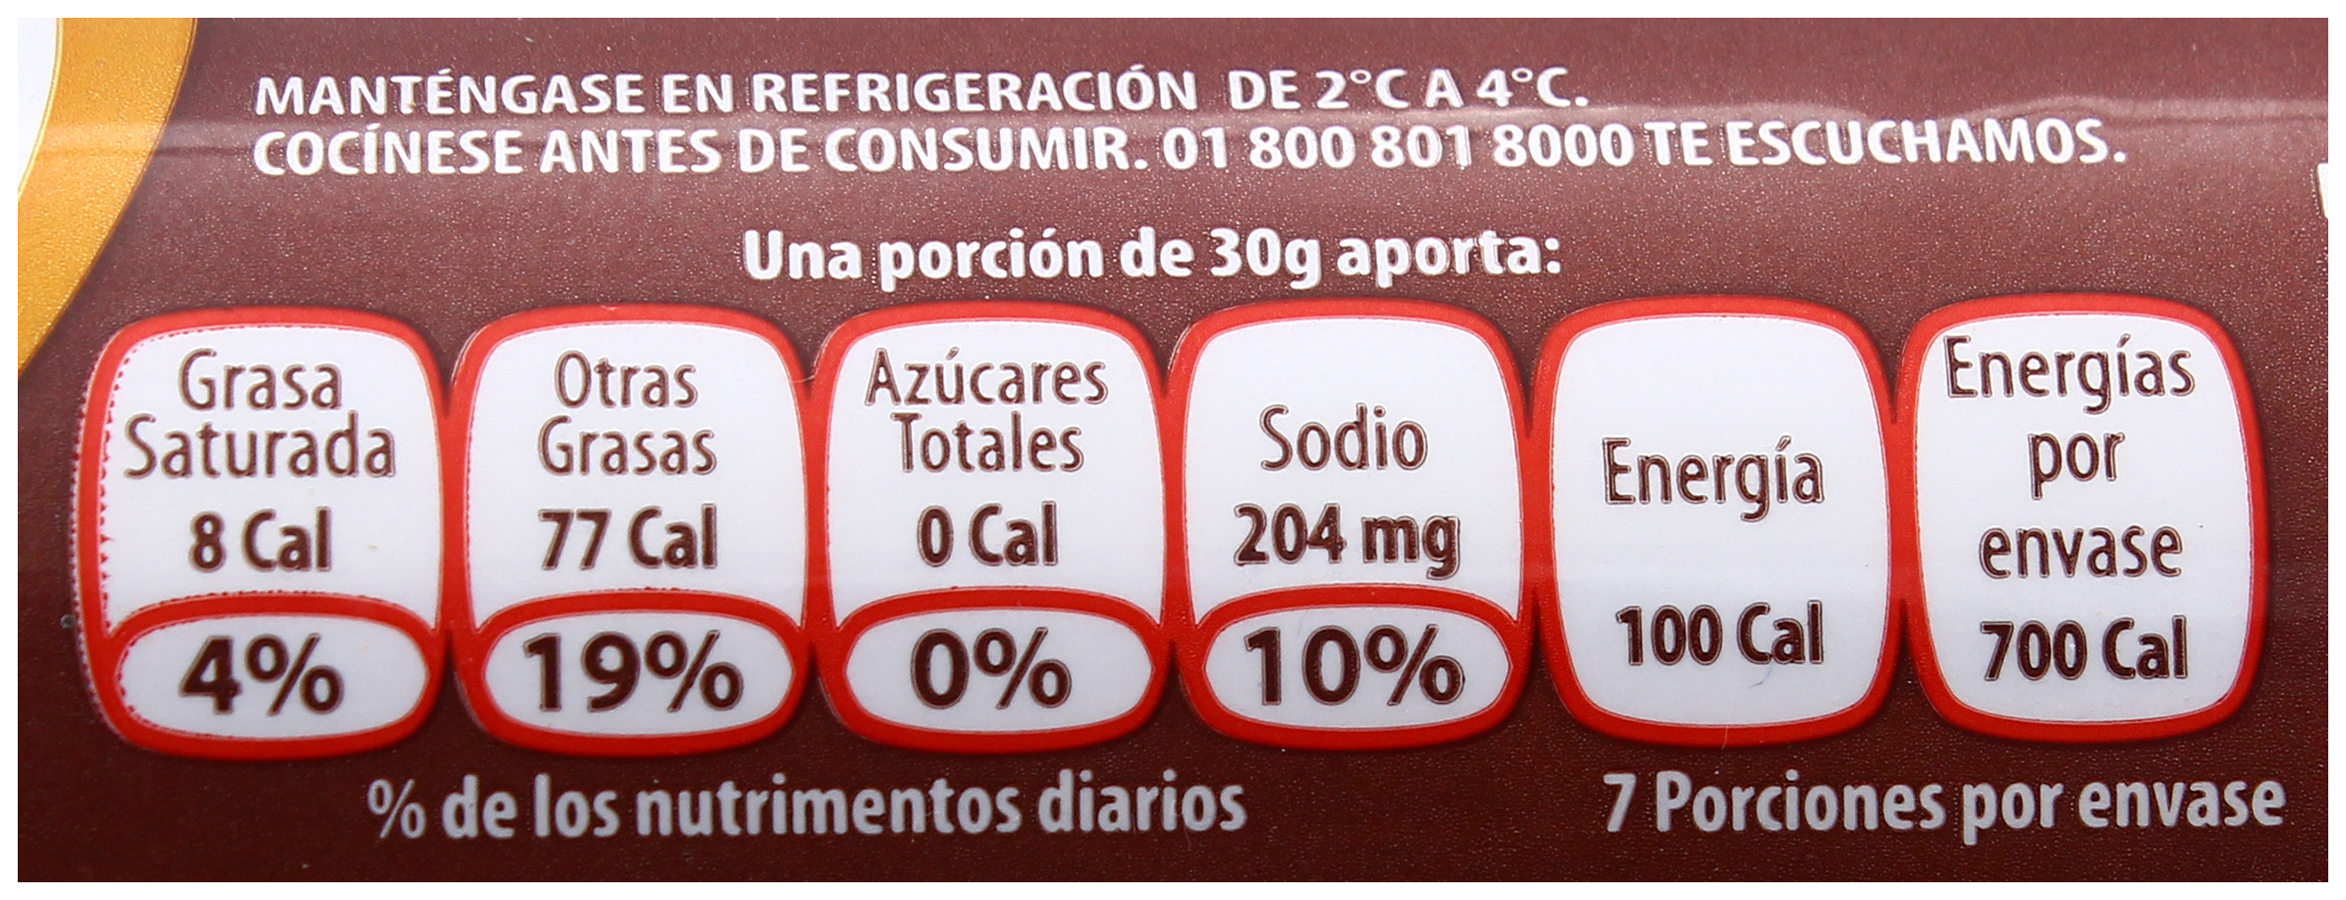 MANTÉNGASE EN REFRIGERACIÓN DE 2°C A 4°C.
COCÍNESE ANTES DE CONSUMIR. 01 800 801 8000 TE ESCUCHAMOS.
Una porción de 30g aporta:
Grasa
Saturada
8 Cal
4%
Otras
Grasas
77 Cal
19%
Azúcares
Totales
0 Cal
0%
Sodio
204 mg
10%
Energía
100 Cal
Energías
por
envase
700 Cal
% de los nutrimentos diarios
7 Porciones por envase